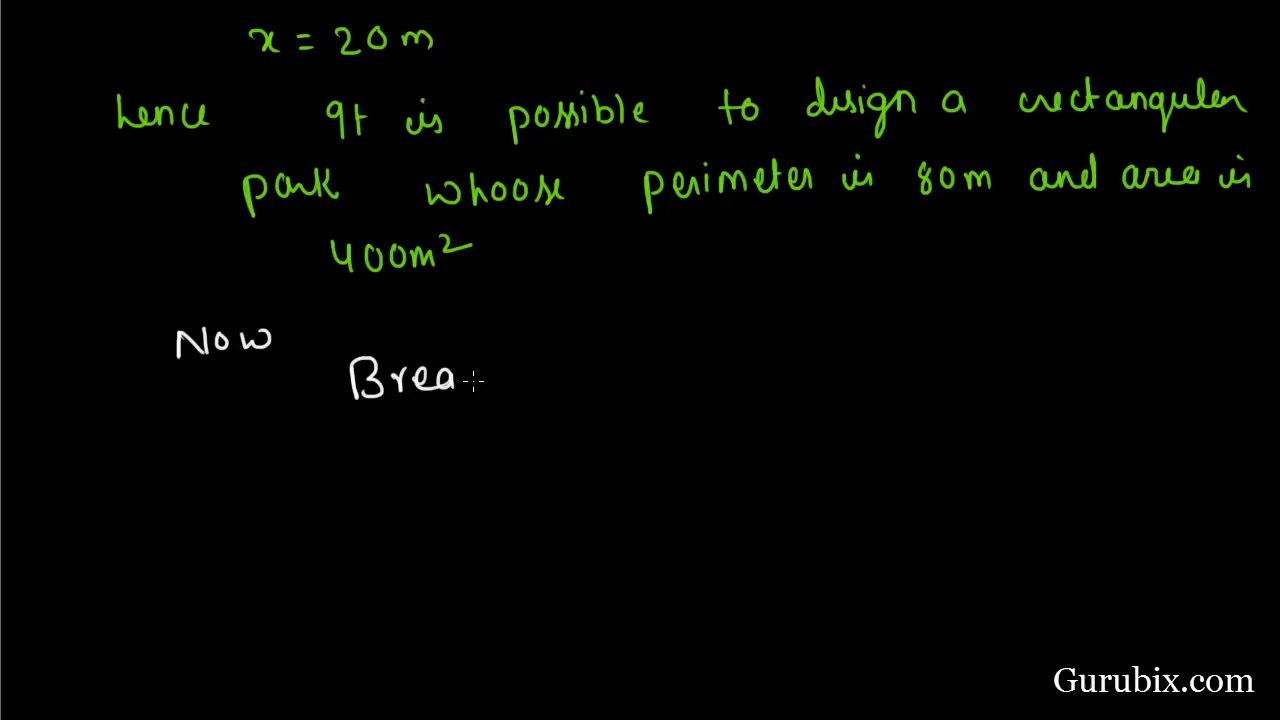 x = 20 m
hence It is possible to design a rectangular
park whoose perimeter is 80m and area is
400m²
Now
Brea
Gurubix.com